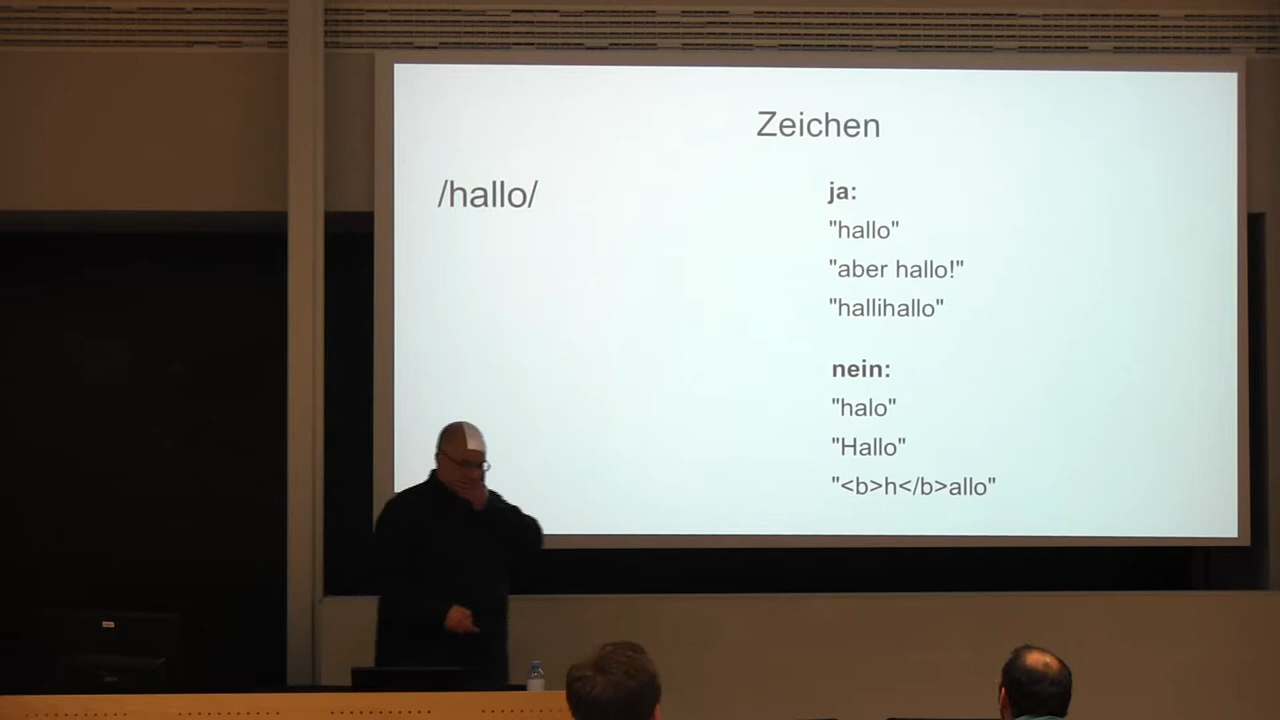 Zeichen
/hallo/
ja:
"hallo"
"aber hallo!"
"hallihallo"
nein:
"halo"
"Hallo"
"<b>h</b>allo"